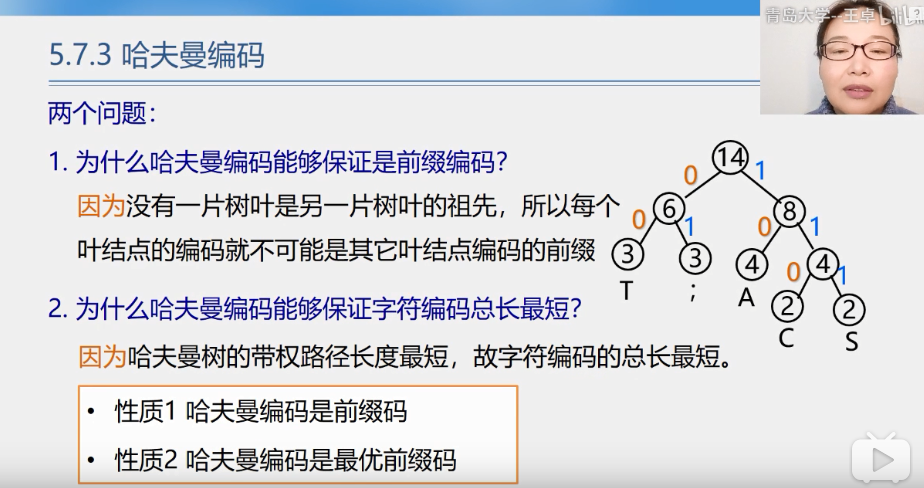 青岛大学--王卓
bilibili
5.7.3 哈夫曼编码
两个问题：
1. 为什么哈夫曼编码能够保证是前缀编码？
因为没有一片树叶是另一片树叶的祖先，所以每个
叶结点的编码就不可能是其它叶结点编码的前缀
14
0 1
6 8
0 1 0 1
3 3 4 4
T ; A 0 1
2 2
C S
2. 为什么哈夫曼编码能够保证字符编码总长最短？
因为哈夫曼树的带权路径长度最短，故字符编码的总长最短。
• 性质1 哈夫曼编码是前缀码
• 性质2 哈夫曼编码是最优前缀码